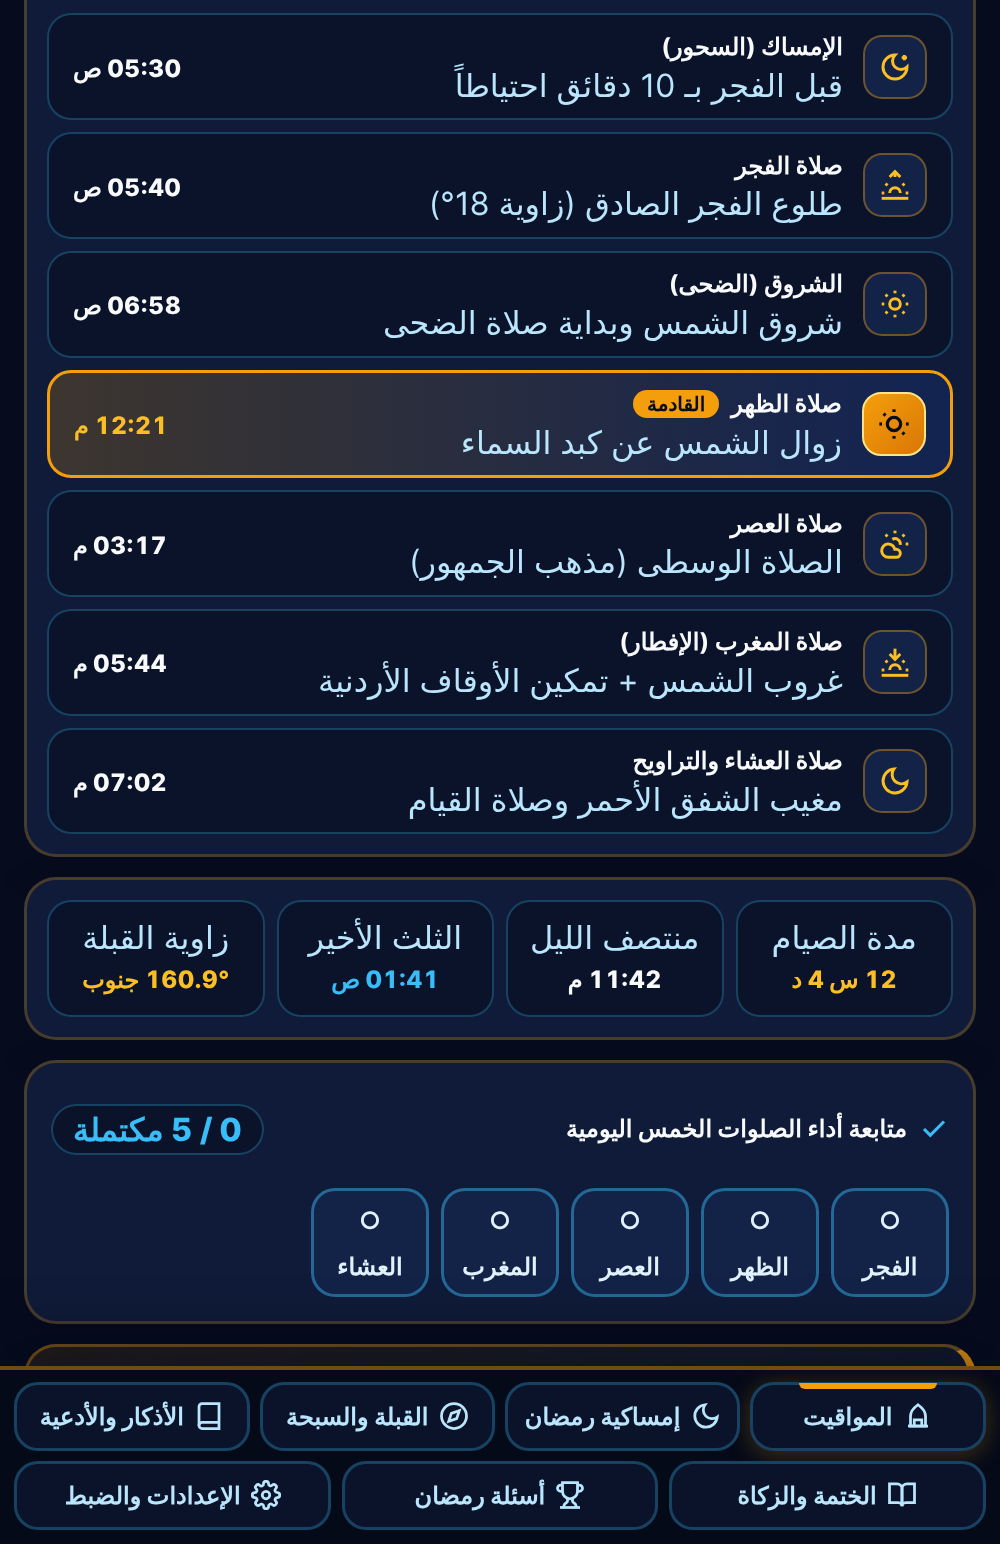 الإمساك (السحور)
قبل الفجر بـ 10 دقائق احتياطاً
05:30 ص
صلاة الفجر
طلوع الفجر الصادق (زاوية 18°)
05:40 ص
الشروق (الضحى)
شروق الشمس وبداية صلاة الضحى
06:58 ص
صلاة الظهر القادمة
زوال الشمس عن كبد السماء
12:21 م
صلاة العصر
الصلاة الوسطى (مذهب الجمهور)
03:17 م
صلاة المغرب (الإفطار)
غروب الشمس + تمكين الأوقاف الأردنية
05:44 م
صلاة العشاء والتراويح
مغيب الشفق الأحمر وصلاة القيام
07:02 م
مدة الصيام
12 س 4 د
منتصف الليل
11:42 م
الثلث الأخير
01:41 ص
زاوية القبلة
160.9° جنوب
متابعة أداء الصلوات الخمس اليومية
0 / 5 مكتملة
الفجر
الظهر
العصر
المغرب
العشاء
المواقيت
إمساكية رمضان
القبلة والسبحة
الأذكار والأدعية
الختمة والزكاة
أسئلة رمضان
الإعدادات والضبط